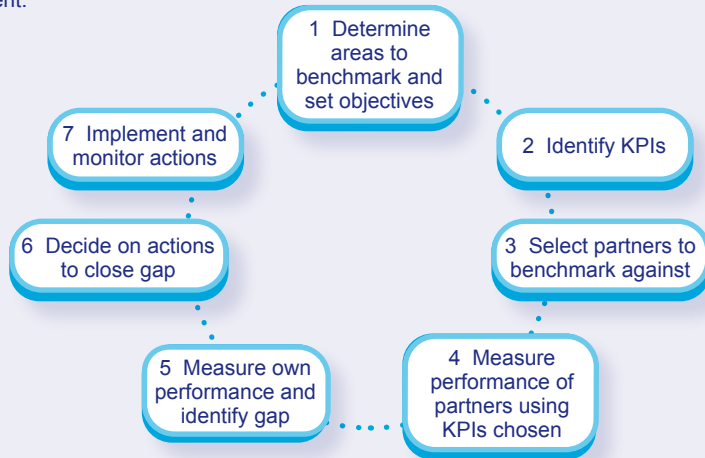 1 Determine
areas to
benchmark and
set objectives
2 Identify KPIs
3 Select partners to
benchmark against
4 Measure
performance of
partners using
KPIs chosen
5 Measure own
performance and
identify gap
6 Decide on actions
to close gap
7 Implement and
monitor actions